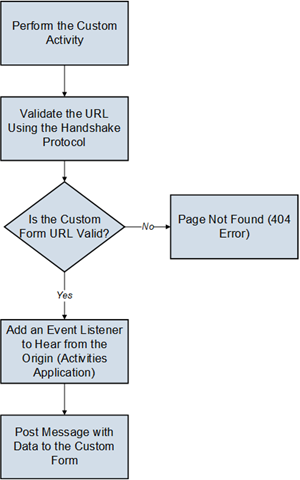 Perform the Custom
Activity
Validate the URL
Using the Handshake
Protocol
Is the Custom
Form URL Valid?
No
Page Not Found (404
Error)
Yes
Add an Event Listener
to Hear from the
Origin (Activities
Application)
Post Message with
Data to the Custom
Form